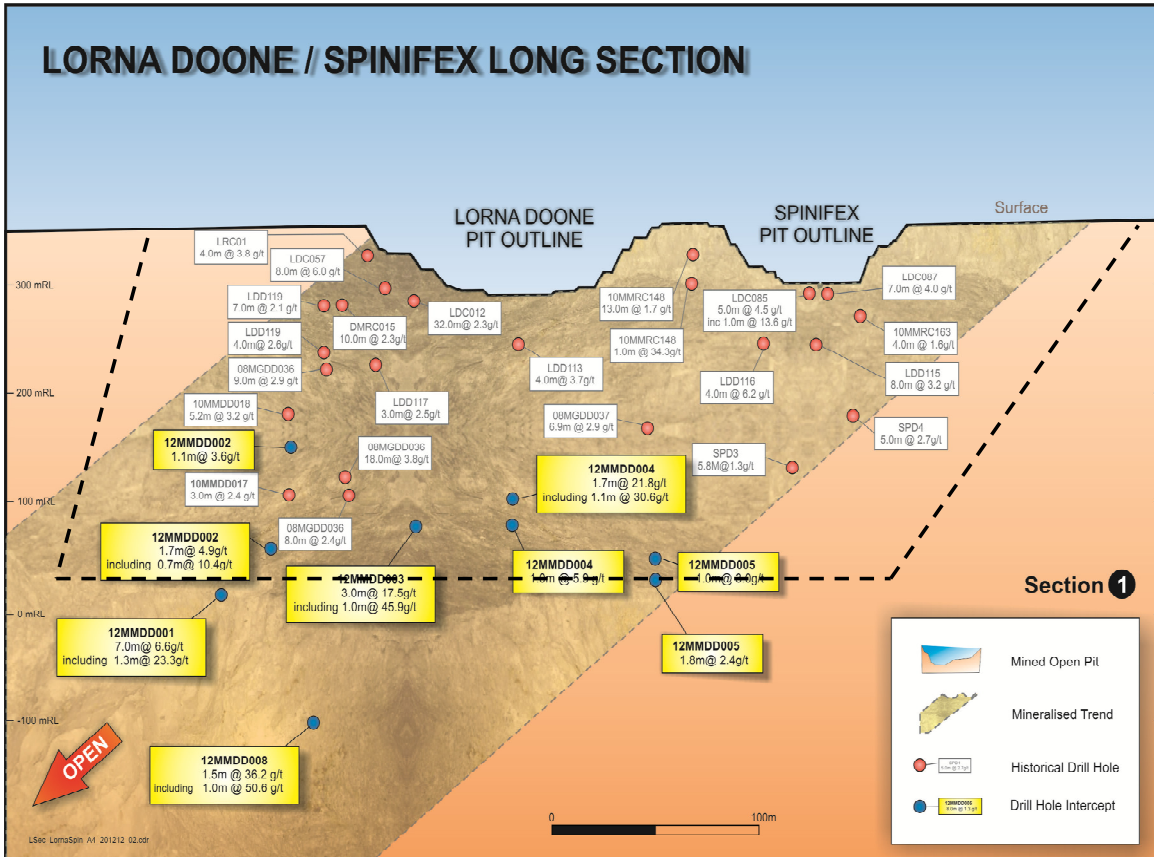 LORNA DOONE / SPINIFEX LONG SECTION
LORNA DOONE
PIT OUTLINE
SPINIFEX
PIT OUTLINE
Surface
LRC01
4.0m @ 3.8 g/t
LDC057
8.0m @ 6.0 g/t
LDD119
7.0m @ 2.1 g/t
DMRC015
10.0m @ 2.3g/t
LDC012
32.0m @ 2.3g/t
LDD119
4.0m @ 2.6g/t
08MGDD036
9.0m @ 2.9 g/t
LDD117
3.0m @ 2.5g/t
10MMDD018
5.2m @ 3.2 g/t
12MMDD002
1.1m@ 3.6g/t
08MGDD036
18.0m@ 3.8g/t
10MMDD017
3.0m @ 2.4 g/t
08MGDD036
8.0m @ 2.4g/t
12MMDD002
1.7m@ 4.9g/t
including 0.7m@ 10.4g/t
12MMDD003
3.0m@ 17.5g/t
including 1.0m@ 45.9g/t
12MMDD001
7.0m@ 6.6g/t
including 1.3m@ 23.3g/t
12MMDD008
1.5m @ 36.2 g/t
including 1.0m @ 50.6 g/t
LDD113
4.0m@ 3.7g/t
10MMRC148
13.0m @ 1.7 g/t
10MMRC148
1.0m @ 34.3g/t
LDC085
5.0m @ 4.5 g/t
inc 1.0m @ 13.6 g/t
LDC087
7.0m @ 4.0 g/t
10MMRC163
4.0m @ 1.6g/t
LDD116
4.0m @ 6.2 g/t
LDD115
8.0m @ 3.2 g/t
08MGDD037
6.9m @ 2.9 g/t
SPD4
5.0m @ 2.7g/t
SPD3
5.8M@1.3g/t
12MMDD004
1.7m@ 21.8g/t
including 1.1m@ 30.6g/t
12MMDD004
12MMDD005
12MMDD005
1.8m@ 2.4g/t
300 mRL
200 mRL
100 mRL
0 mRL
-100 mRL
OPEN
0
100m
LSec_LornaSpin_A4_201212_02.cdr
Section 1
Mined Open Pit
Mineralised Trend
Historical Drill Hole
Drill Hole Intercept